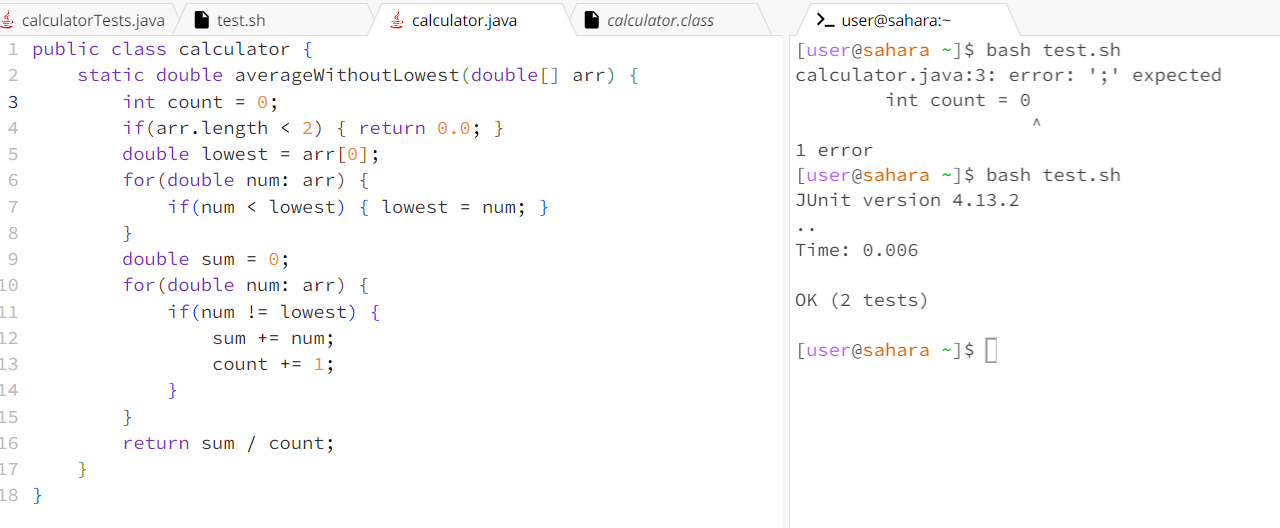 calculatorTests.java test.sh calculator.java calculator.class
1 public class calculator {
2     static double averageWithoutLowest(double[] arr) {
3         int count = 0;
4         if(arr.length < 2) { return 0.0; }
5         double lowest = arr[0];
6         for(double num: arr) {
7             if(num < lowest) { lowest = num; }
8         }
9         double sum = 0;
10         for(double num: arr) {
11             if(num != lowest) {
12                 sum += num;
13                 count += 1;
14             }
15         }
16         return sum / count;
17     }
18 }
user@sahara:~
[user@sahara ~]$ bash test.sh
calculator.java:3: error: ';' expected
        int count = 0
                     ^
1 error
[user@sahara ~]$ bash test.sh
JUnit version 4.13.2
..
Time: 0.006
OK (2 tests)
[user@sahara ~]$